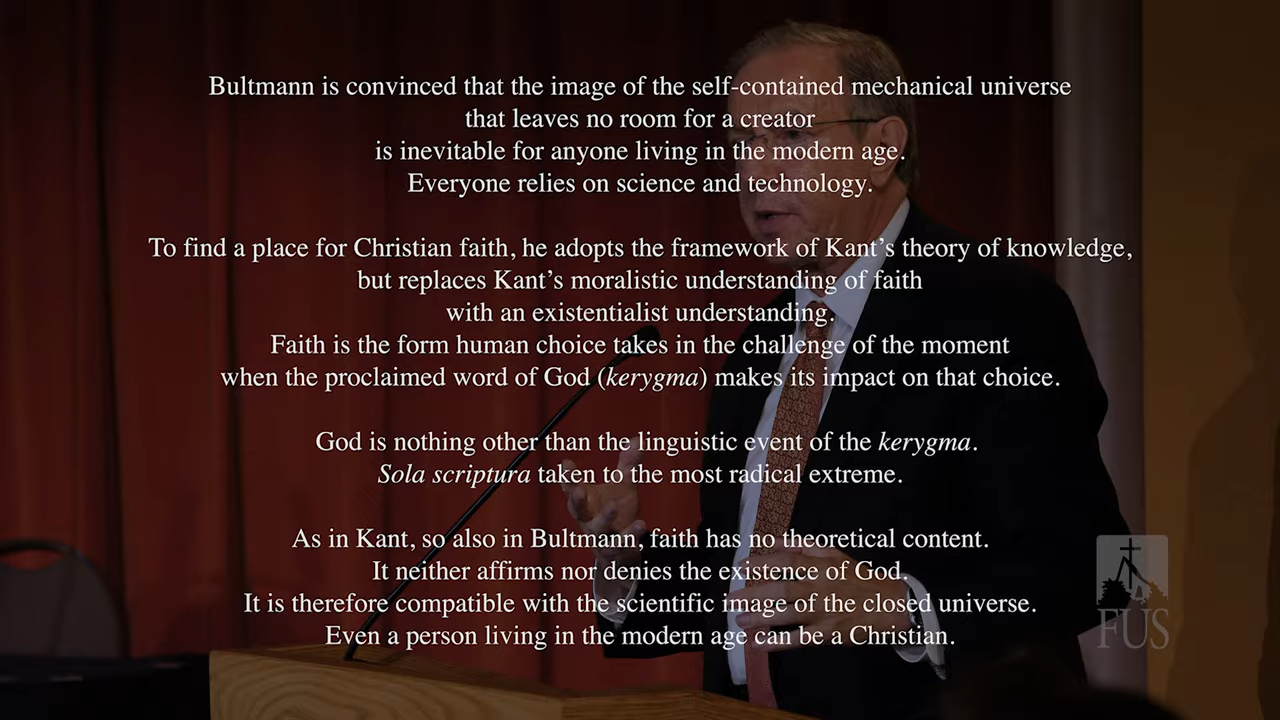 Bultmann is convinced that the image of the self-contained mechanical universe
that leaves no room for a creator
is inevitable for anyone living in the modern age.
Everyone relies on science and technology.
To find a place for Christian faith, he adopts the framework of Kant’s theory of knowledge,
but replaces Kant’s moralistic understanding of faith
with an existentialist understanding.
Faith is the form human choice takes in the challenge of the moment
when the proclaimed word of God (kerygma) makes its impact on that choice.
God is nothing other than the linguistic event of the kerygma.
Sola scriptura taken to the most radical extreme.
As in Kant, so also in Bultmann, faith has no theoretical content.
It neither affirms nor denies the existence of God.
It is therefore compatible with the scientific image of the closed universe.
Even a person living in the modern age can be a Christian.
FUS